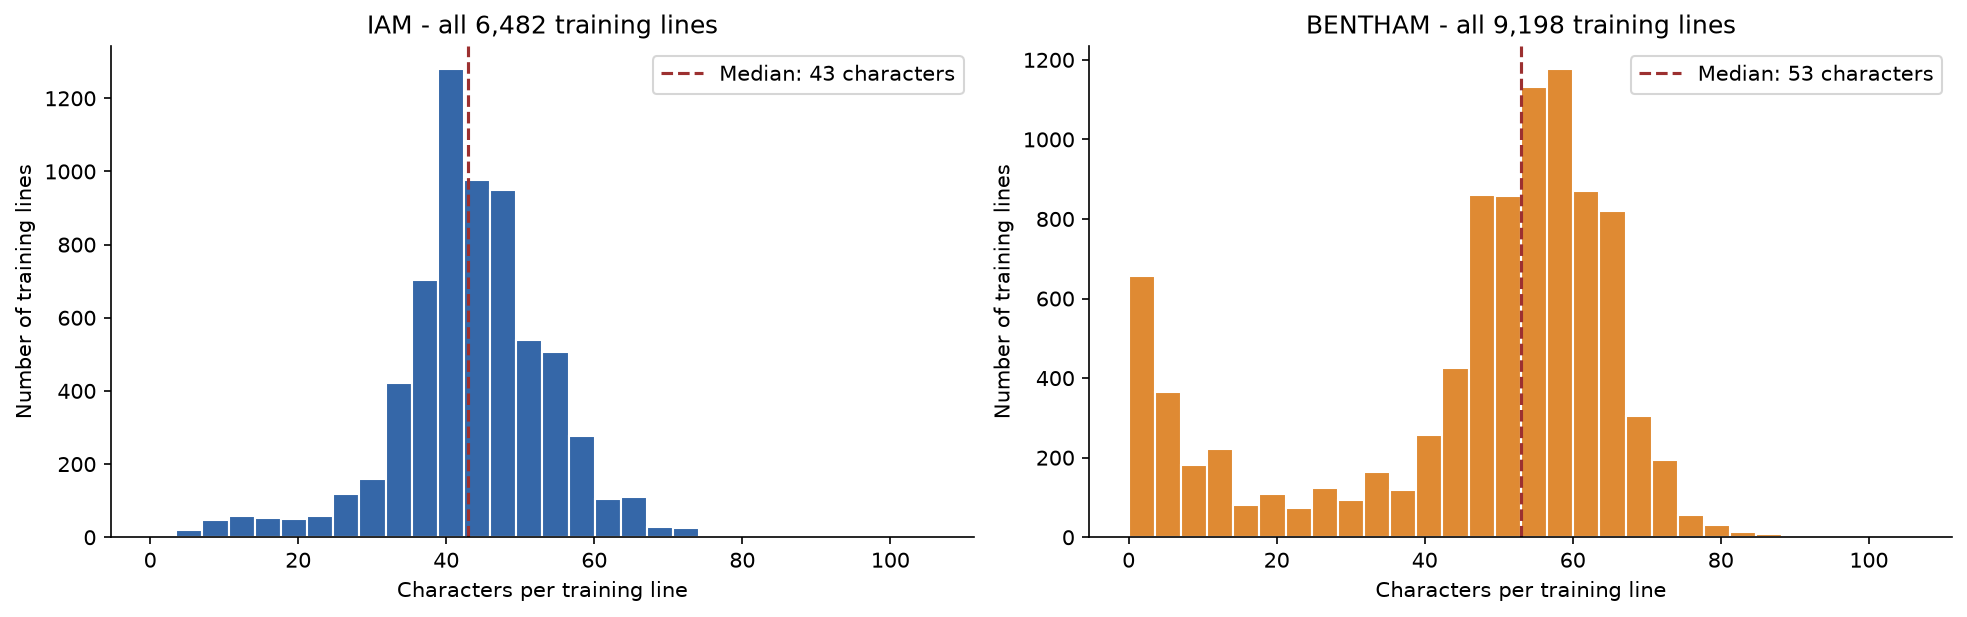 IAM - all 6,482 training lines
Median: 43 characters
Number of training lines
1200
1000
800
600
400
200
0
0 20 40 60 80 100
Characters per training line
BENTHAM - all 9,198 training lines
Median: 53 characters
Number of training lines
1200
1000
800
600
400
200
0
0 20 40 60 80 100
Characters per training line